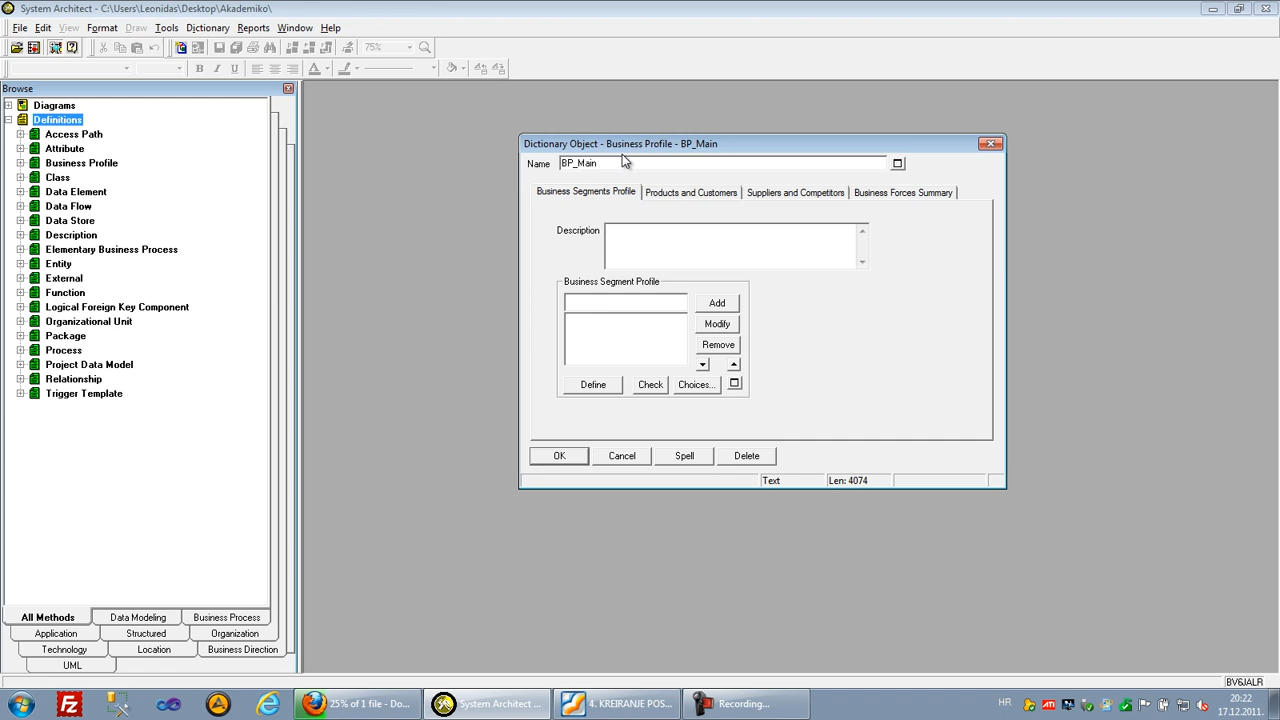 System Architect - C:\Users\Leonidas\Desktop\Akademiko\
File Edit View Format Draw Tools Dictionary Reports Window Help
75%
B I U
A
Browse
Diagrams
Definitions
Access Path
Attribute
Business Profile
Class
Data Element
Data Flow
Data Store
Description
Elementary Business Process
Entity
External
Function
Logical Foreign Key Component
Organizational Unit
Package
Process
Project Data Model
Relationship
Trigger Template
All Methods Data Modeling Business Process
Application Structured Organization
Technology Location Business Direction
UML
Dictionary Object - Business Profile - BP_Main
Name BP_Main
Business Segments Profile Products and Customers Suppliers and Competitors Business Forces Summary
Description
Business Segment Profile
Add
Modify
Remove
Define Check Choices...
OK Cancel Spell Delete
Text Len: 4074
BV6JALR
25% of 1 file - Do... System Architect ... 4. KREIRANJE POS... Recording...
HR
20:22
17.12.2011.